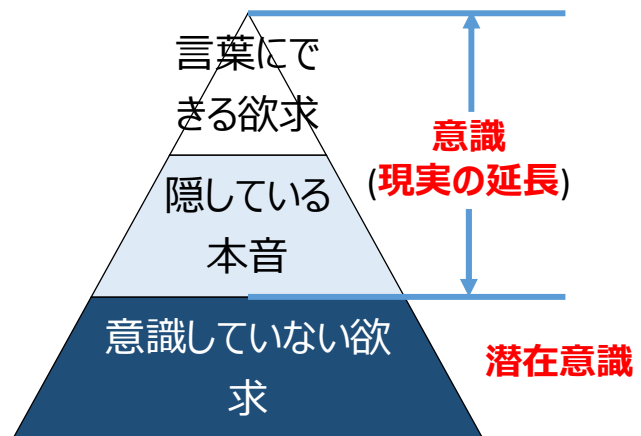 言葉にで
きる欲求
隠している
本音
意識していない欲
求
意識
(現実の延長)
潜在意識